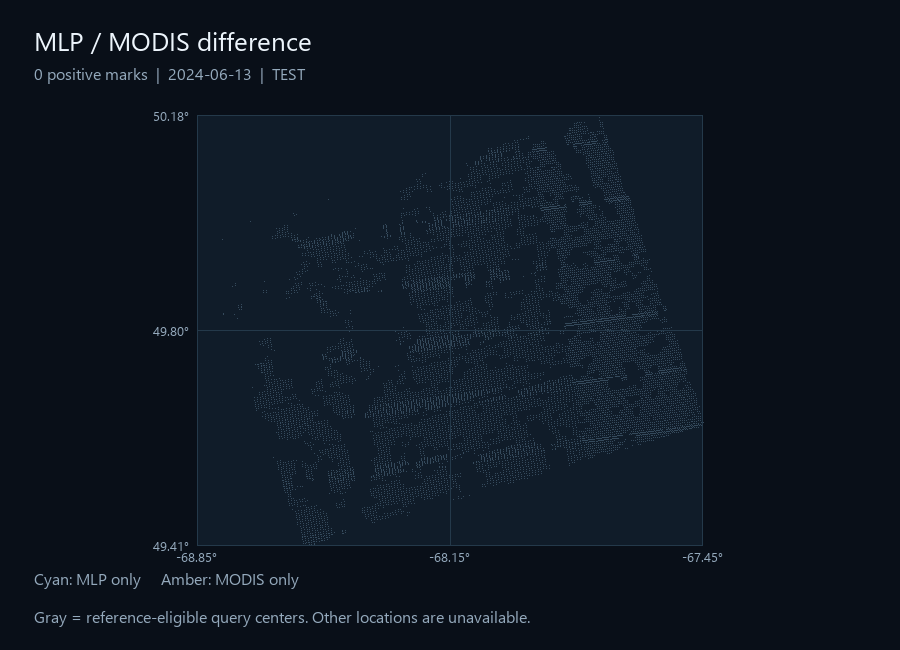 MLP / MODIS difference
0 positive marks | 2024-06-13 | TEST
50.18°
49.80°
49.41°
-68.85° -68.15° -67.45°
Cyan: MLP only Amber: MODIS only
Gray = reference-eligible query centers. Other locations are unavailable.